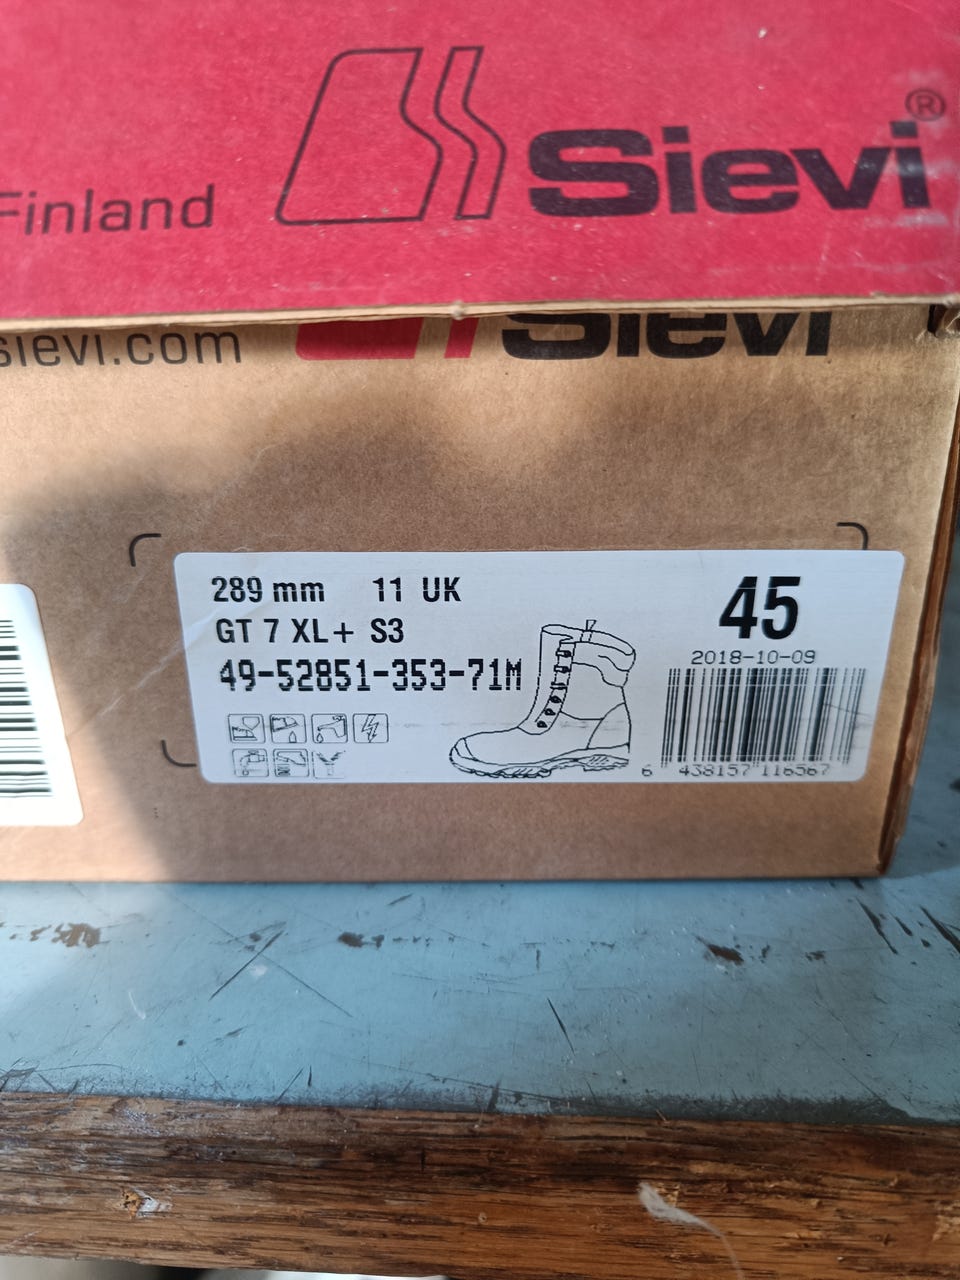 Finland
Sievi®
sievi.com
Sievi
289 mm 11 UK
GT 7 XL+ S3
49-52851-353-71M
45
2018-10-09
6 438157 116567